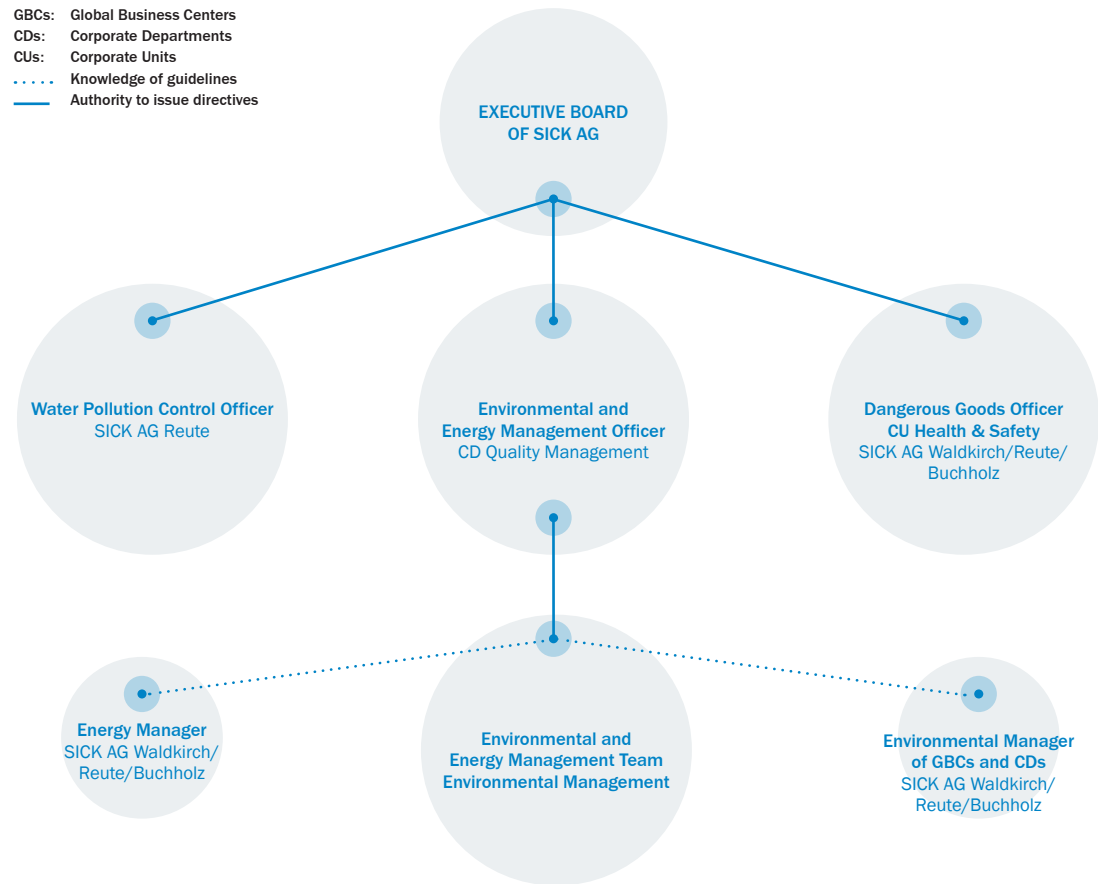 GBCs: Global Business Centers
CDs: Corporate Departments
CUs: Corporate Units
Knowledge of guidelines
Authority to issue directives
EXECUTIVE BOARD
OF SICK AG
Water Pollution Control Officer
SICK AG Reute
Environmental and
Energy Management Officer
CD Quality Management
Dangerous Goods Officer
CU Health & Safety
SICK AG Waldkirch/Reute/
Buchholz
Energy Manager
SICK AG Waldkirch/
Reute/Buchholz
Environmental and
Energy Management Team
Environmental Management
Environmental Manager
of GBCs and CDs
SICK AG Waldkirch/
Reute/Buchholz